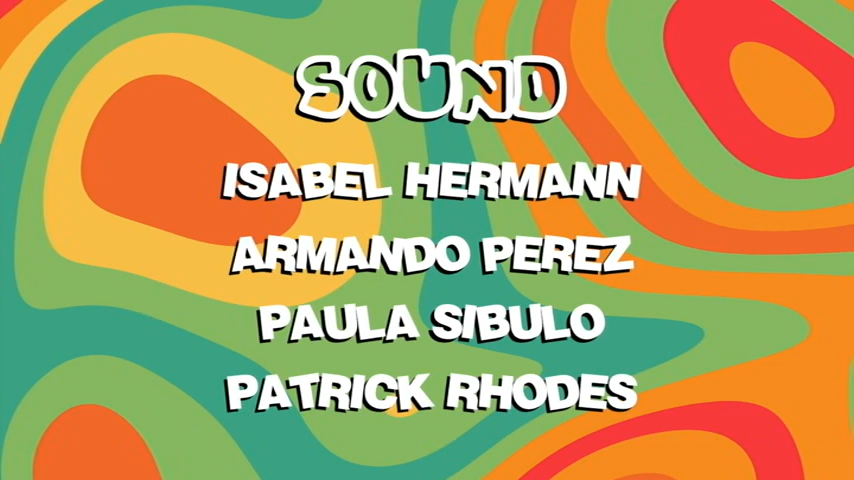 SOUND
ISABEL HERMANN
ARMANDO PEREZ
PAULA SIBULO
PATRICK RHODES